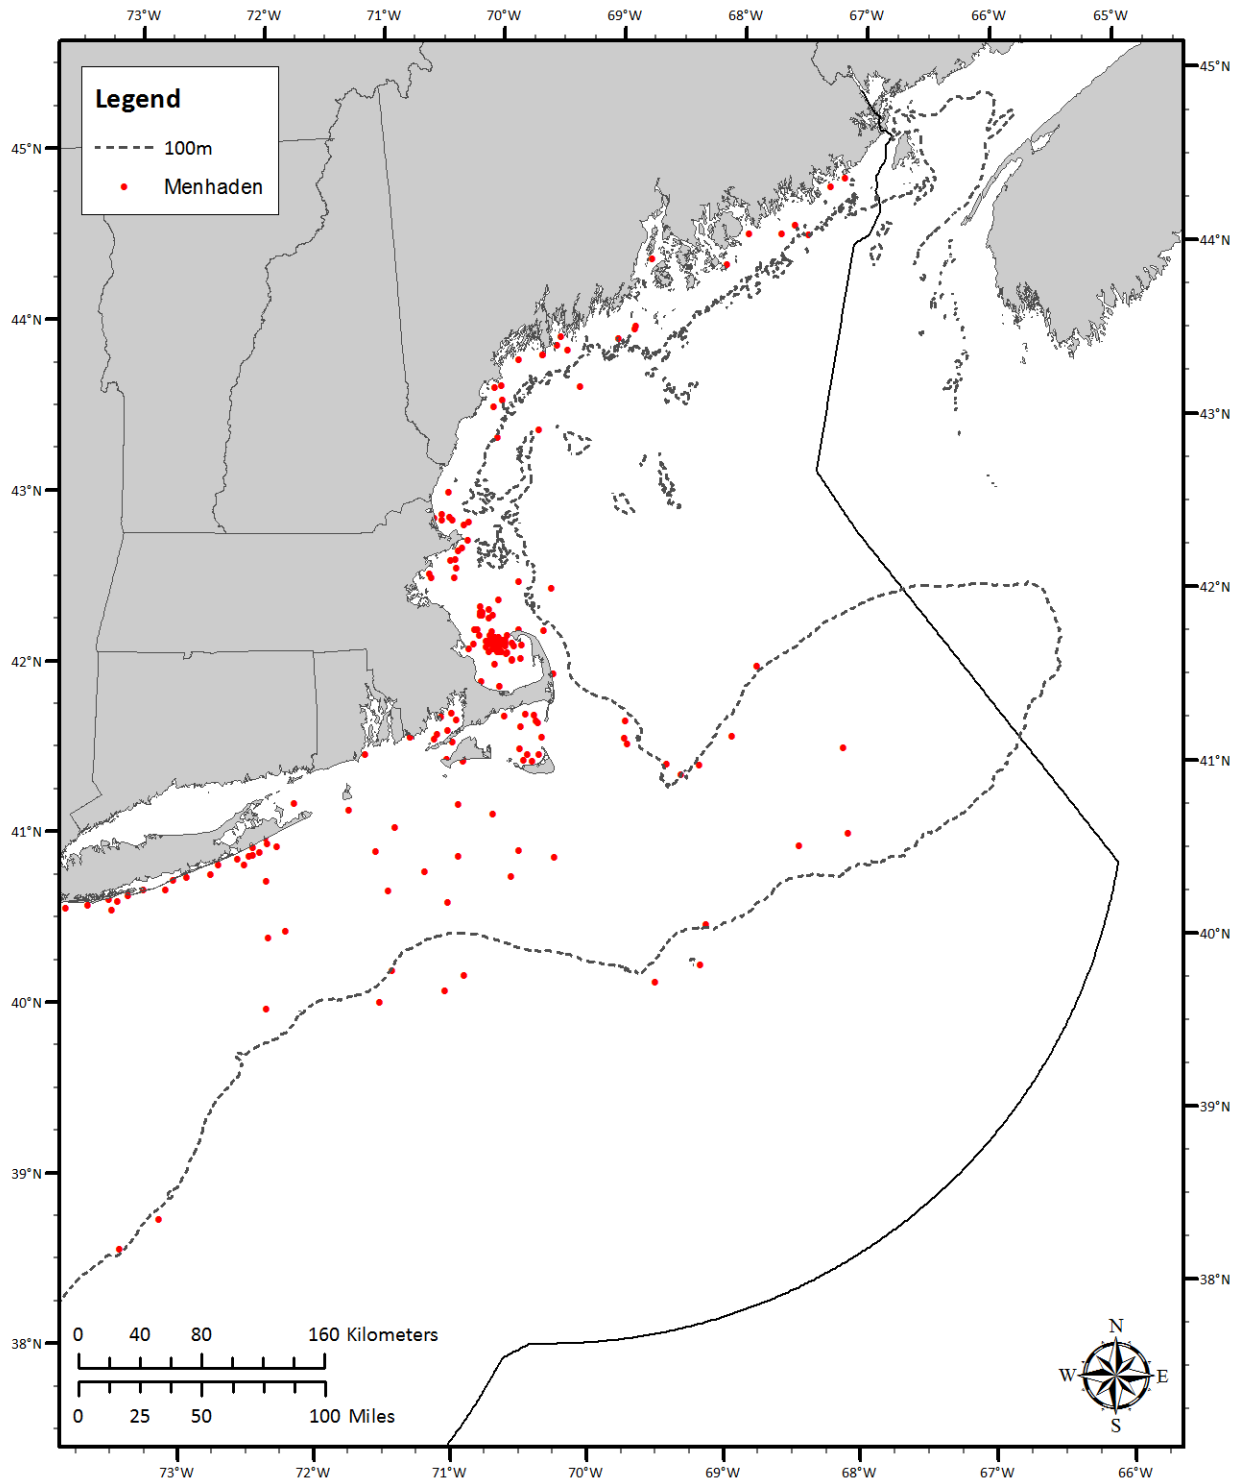 73°W 72°W 71°W 70°W 69°W 68°W 67°W 66°W 65°W
Legend
100m
Menhaden
45°N
45°N
44°N
44°N
43°N
43°N
42°N
42°N
41°N
41°N
40°N
40°N
39°N
39°N
38°N
38°N
0 40 80 160 Kilometers
0 25 50 100 Miles
N
W E
S
73°W 72°W 71°W 70°W 69°W 68°W 67°W 66°W